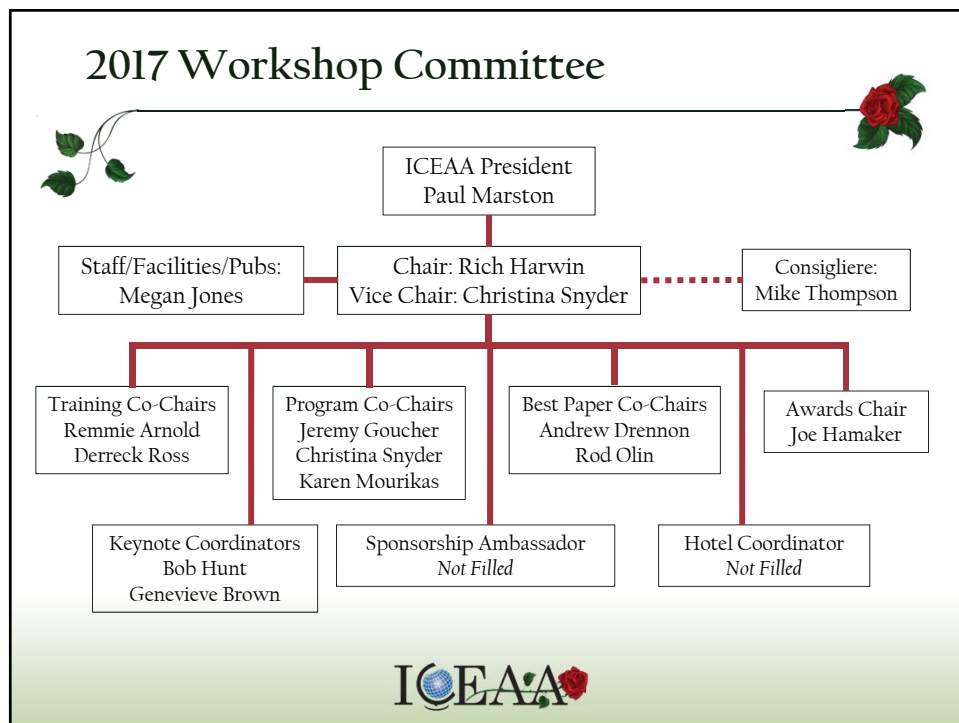 2017 Workshop Committee
ICEAA President
Paul Marston
Staff/Facilities/Pubs:
Megan Jones
Chair: Rich Harwin
Vice Chair: Christina Snyder
Consigliere:
Mike Thompson
Training Co-Chairs
Remmie Arnold
Derreck Ross
Program Co-Chairs
Jeremy Goucher
Christina Snyder
Karen Mourikas
Best Paper Co-Chairs
Andrew Drennon
Rod Olin
Awards Chair
Joe Hamaker
Keynote Coordinators
Bob Hunt
Genevieve Brown
Sponsorship Ambassador
Not Filled
Hotel Coordinator
Not Filled
ICEAA